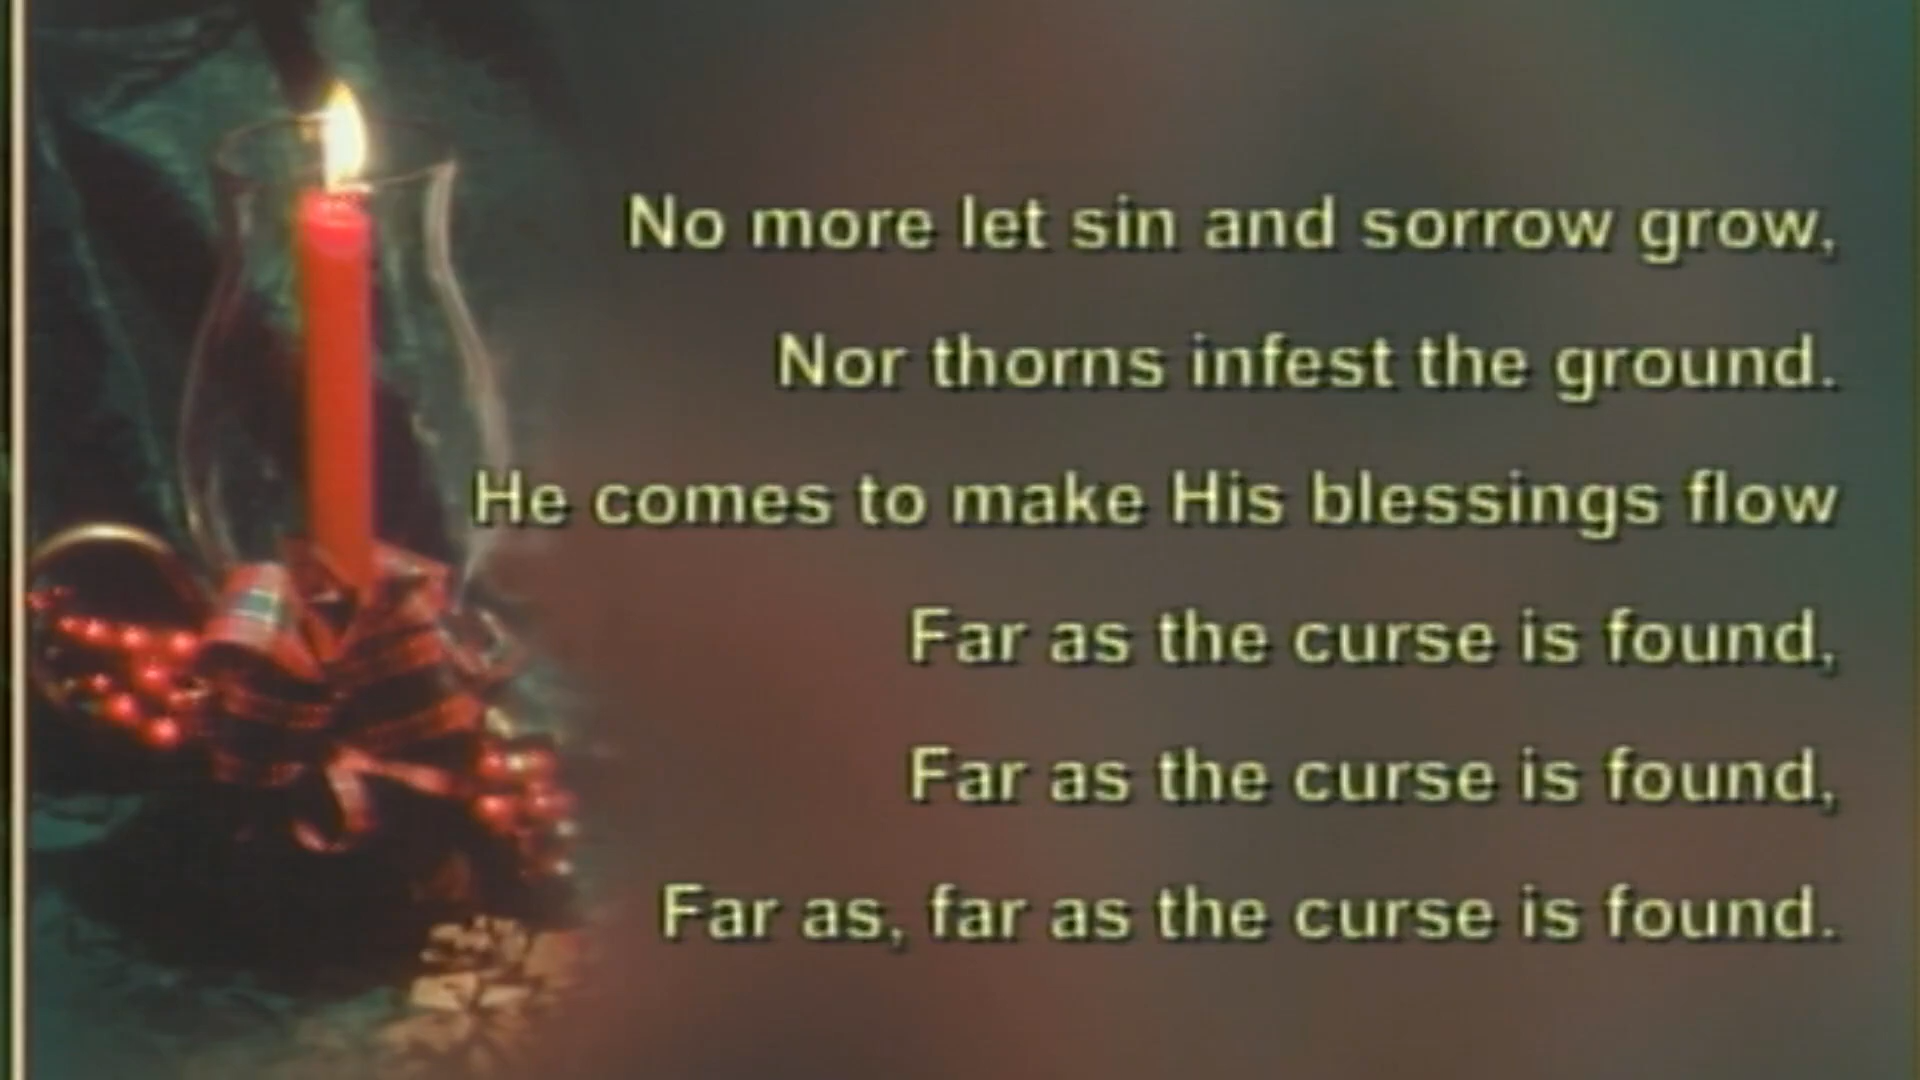 No more let sin and sorrow grow,
Nor thorns infest the ground.
He comes to make His blessings flow
Far as the curse is found,
Far as the curse is found,
Far as, far as the curse is found.